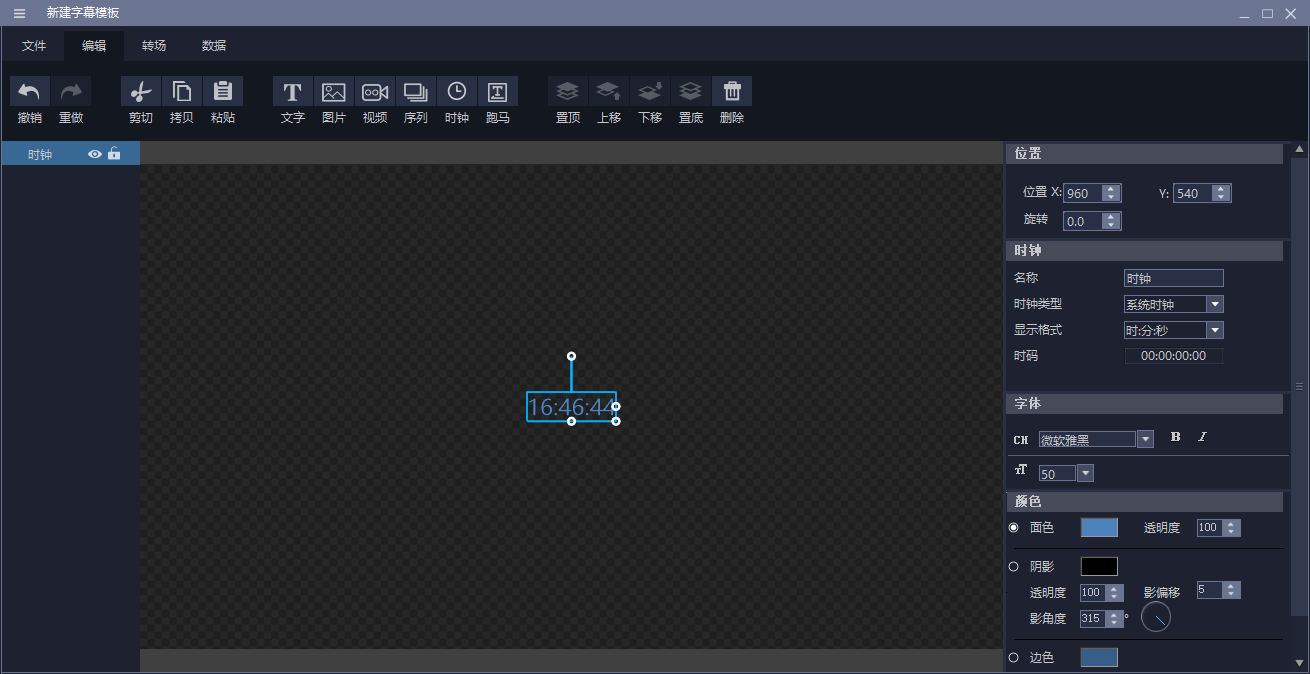 新建字幕模板
文件 编辑 转场 数据
撤销 重做 剪切 拷贝 粘贴 文字 图片 视频 序列 时钟 跑马 置顶 上移 下移 置底 删除
时钟
16:46:44
位置
位置 X: 960 Y: 540
旋转 0.0
时钟
名称 时钟
时钟类型 系统时钟
显示格式 时:分:秒
时码 00:00:00:00
字体
CH 微软雅黑 B I
TT 50
颜色
面色 透明度 100
阴影
透明度 100 影偏移 5
影角度 315 °
边色